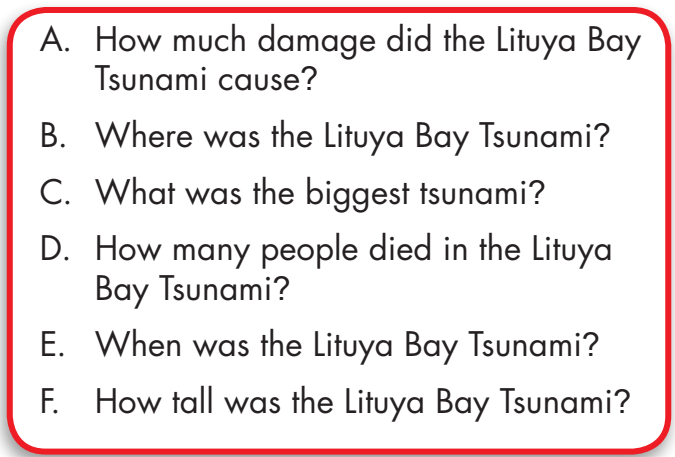 A. How much damage did the Lituya Bay
Tsunami cause?
B. Where was the Lituya Bay Tsunami?
C. What was the biggest tsunami?
D. How many people died in the Lituya
Bay Tsunami?
E. When was the Lituya Bay Tsunami?
F. How tall was the Lituya Bay Tsunami?